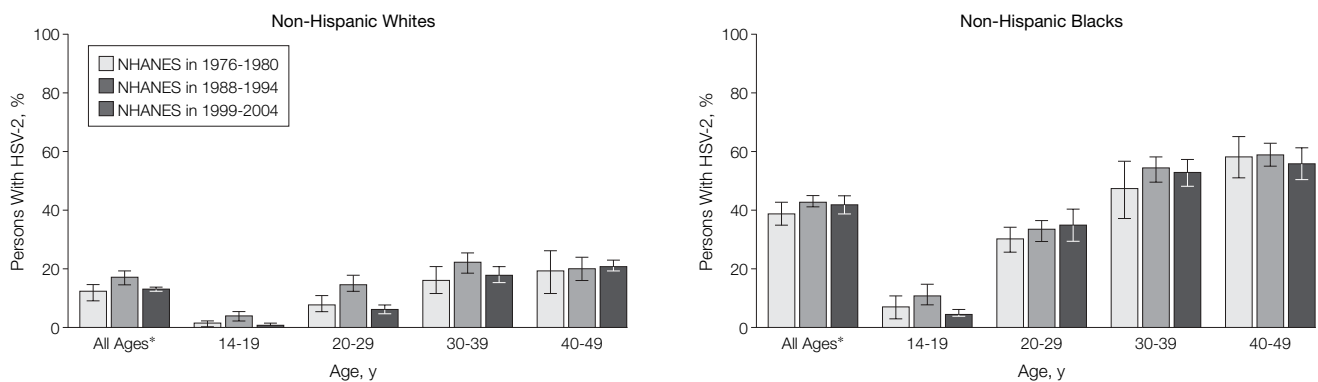 Non-Hispanic Whites
100
80
60
40
20
0
Persons With HSV-2, %
NHANES in 1976-1980
NHANES in 1988-1994
NHANES in 1999-2004
All Ages* 14-19 20-29 30-39 40-49
Age, y
Non-Hispanic Blacks
100
80
60
40
20
0
Persons With HSV-2, %
All Ages* 14-19 20-29 30-39 40-49
Age, y